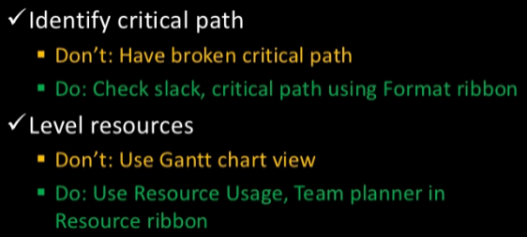 ✓ Identify critical path
▪ Don't: Have broken critical path
▪ Do: Check slack, critical path using Format ribbon
✓ Level resources
▪ Don't: Use Gantt chart view
▪ Do: Use Resource Usage, Team planner in
Resource ribbon